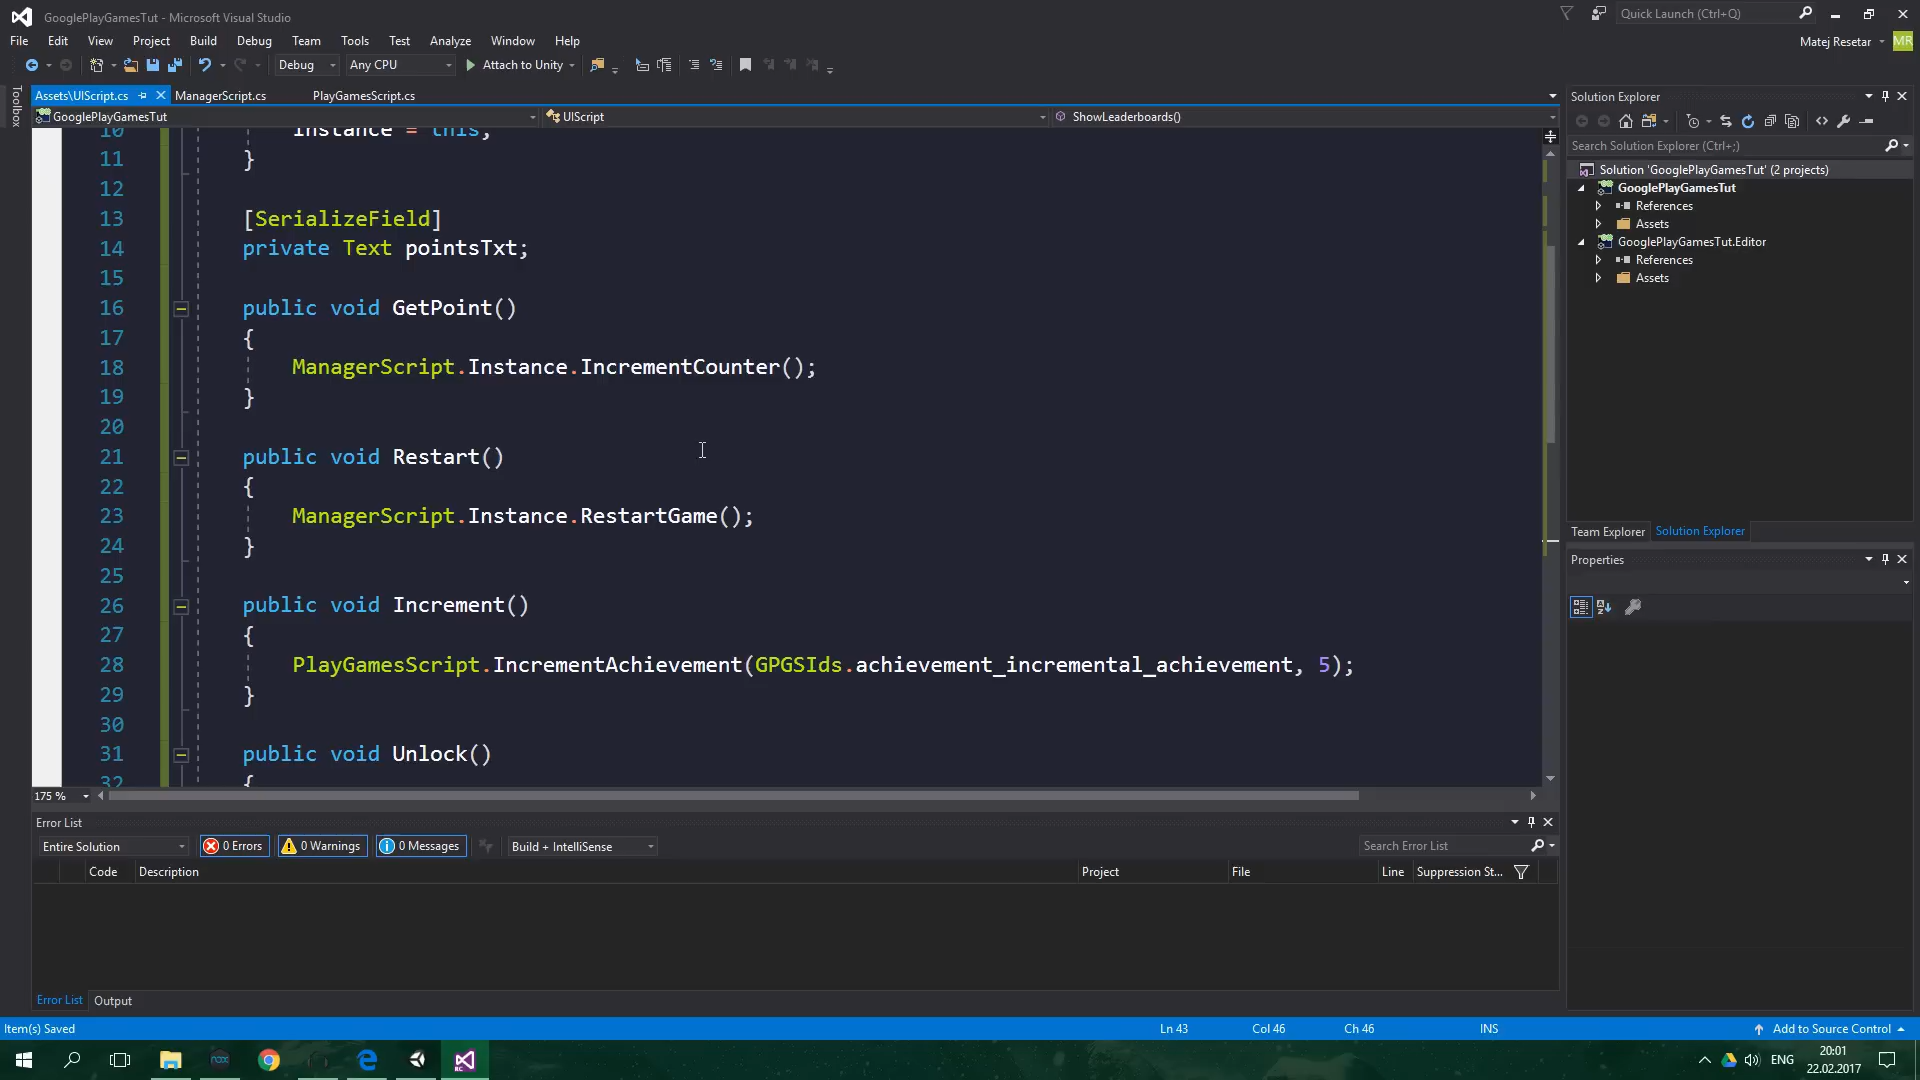 GooglePlayGamesTut - Microsoft Visual Studio
Quick Launch (Ctrl+Q)
File Edit View Project Build Debug Team Tools Test Analyze Window Help
Matej Resetar MR
Debug Any CPU Attach to Unity
Toolbox
Assets\UIScript.cs ManagerScript.cs PlayGamesScript.cs
GooglePlayGamesTut UIScript ShowLeaderboards()
10 Instance = this;
11 }
12
13 [SerializeField]
14 private Text pointsTxt;
15
16 public void GetPoint()
17 {
18 ManagerScript.Instance.IncrementCounter();
19 }
20
21 public void Restart()
22 {
23 ManagerScript.Instance.RestartGame();
24 }
25
26 public void Increment()
27 {
28 PlayGamesScript.IncrementAchievement(GPGSIds.achievement_incremental_achievement, 5);
29 }
30
31 public void Unlock()
32 {
175 %
Solution Explorer
Search Solution Explorer (Ctrl+;)
Solution 'GooglePlayGamesTut' (2 projects)
GooglePlayGamesTut
References
Assets
GooglePlayGamesTut.Editor
References
Assets
Team Explorer Solution Explorer
Properties
Error List
Entire Solution 0 Errors 0 Warnings 0 Messages Build + IntelliSense Search Error List
Code Description Project File Line Suppression St...
Error List Output
Item(s) Saved Ln 43 Col 46 Ch 46 INS Add to Source Control
nox RC ENG 20:01
22.02.2017